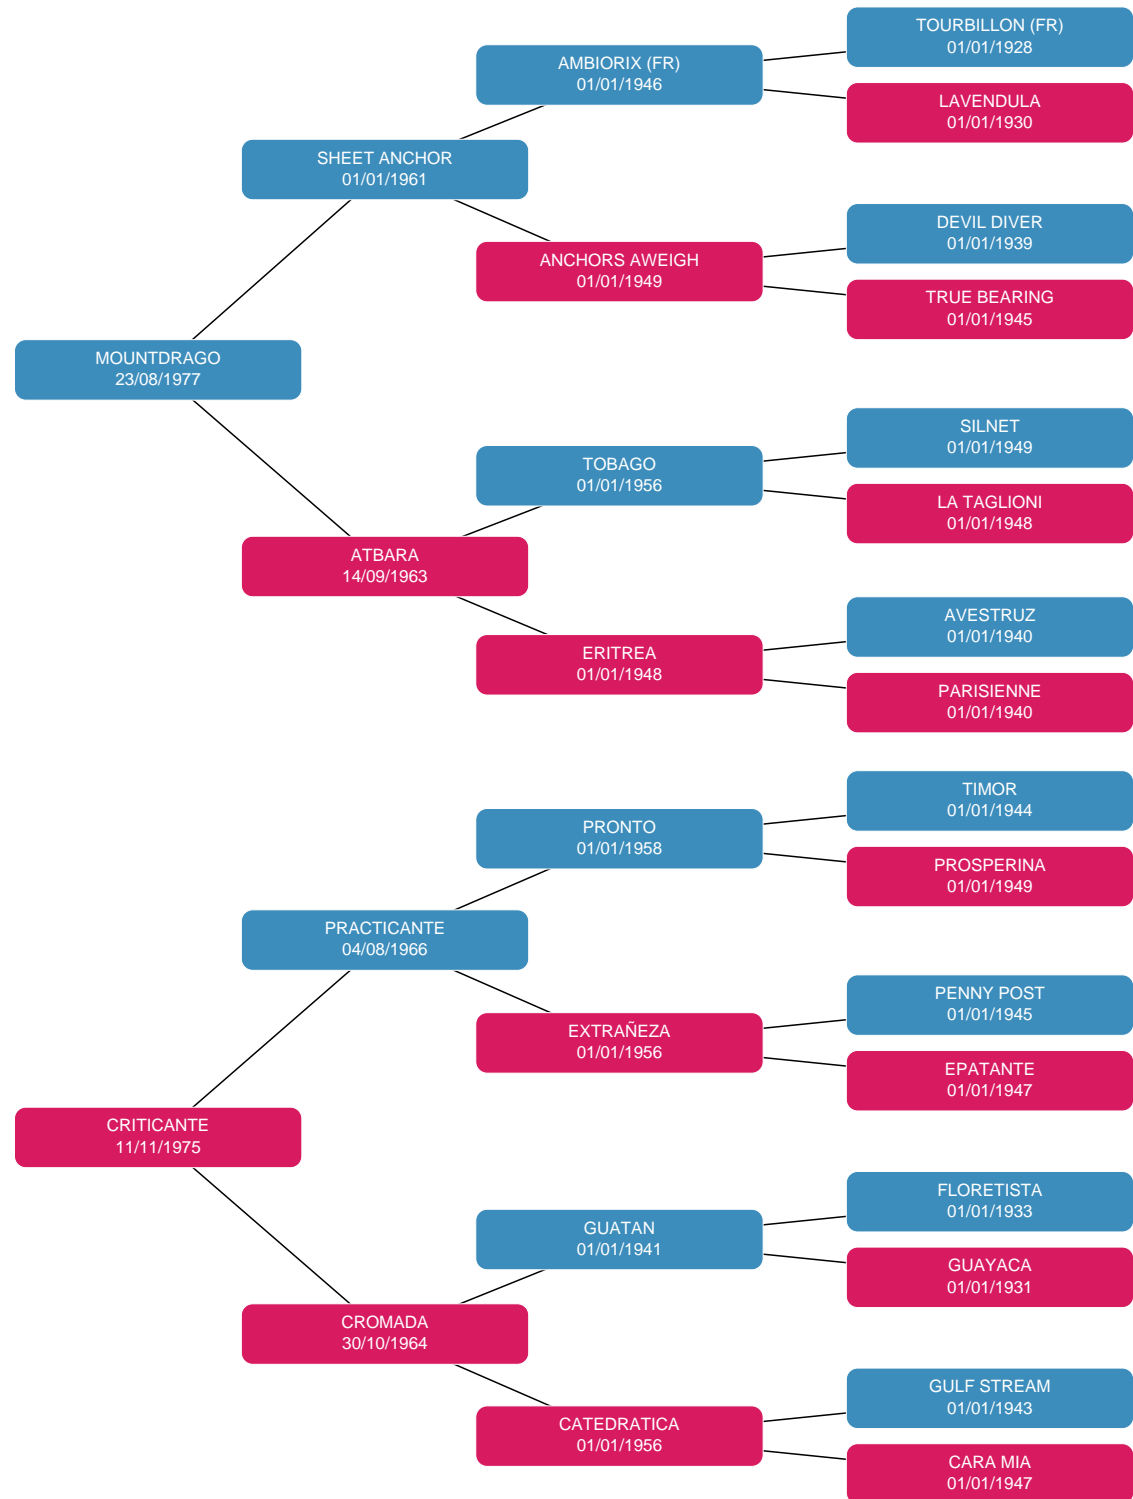 TOURBILLON (FR)
01/01/1928
AMBIORIX (FR)
01/01/1946
LAVENDULA
01/01/1930
SHEET ANCHOR
01/01/1961
DEVIL DIVER
01/01/1939
ANCHORS AWEIGH
01/01/1949
TRUE BEARING
01/01/1945
MOUNTDRAGO
23/08/1977
SILNET
01/01/1949
TOBAGO
01/01/1956
LA TAGLIONI
01/01/1948
ATBARA
14/09/1963
AVESTRUZ
01/01/1940
ERITREA
01/01/1948
PARISIENNE
01/01/1940
TIMOR
01/01/1944
PRONTO
01/01/1958
PROSPERINA
01/01/1949
PRACTICANTE
04/08/1966
PENNY POST
01/01/1945
EXTRAÑEZA
01/01/1956
EPATANTE
01/01/1947
CRITICANTE
11/11/1975
FLORETISTA
01/01/1933
GUATAN
01/01/1941
GUAYACA
01/01/1931
CROMADA
30/10/1964
GULF STREAM
01/01/1943
CATEDRATICA
01/01/1956
CARA MIA
01/01/1947